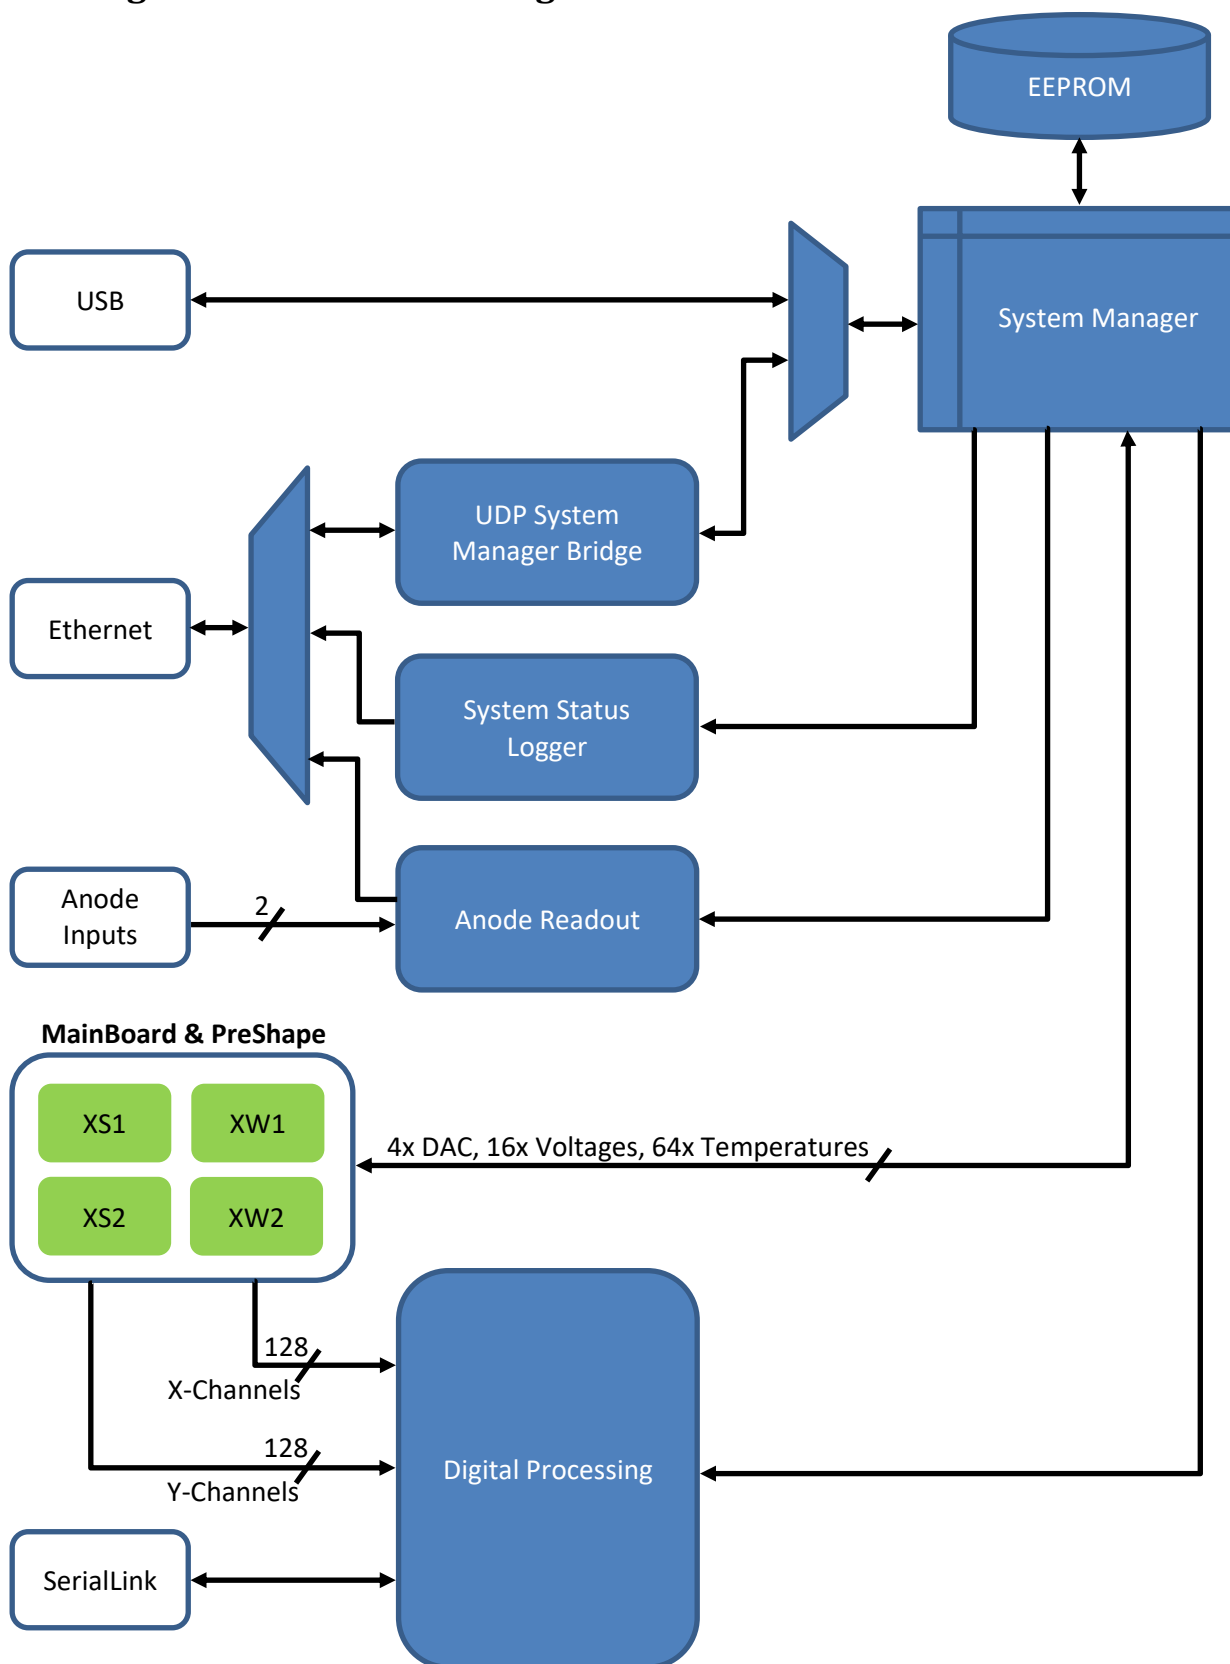 EEPROM
USB
System Manager
UDP System
Manager Bridge
Ethernet
System Status
Logger
Anode
Inputs
2
Anode Readout
MainBoard & PreShape
XS1
XW1
4x DAC, 16x Voltages, 64x Temperatures
XS2
XW2
128
X-Channels
128
Y-Channels
Digital Processing
SerialLink